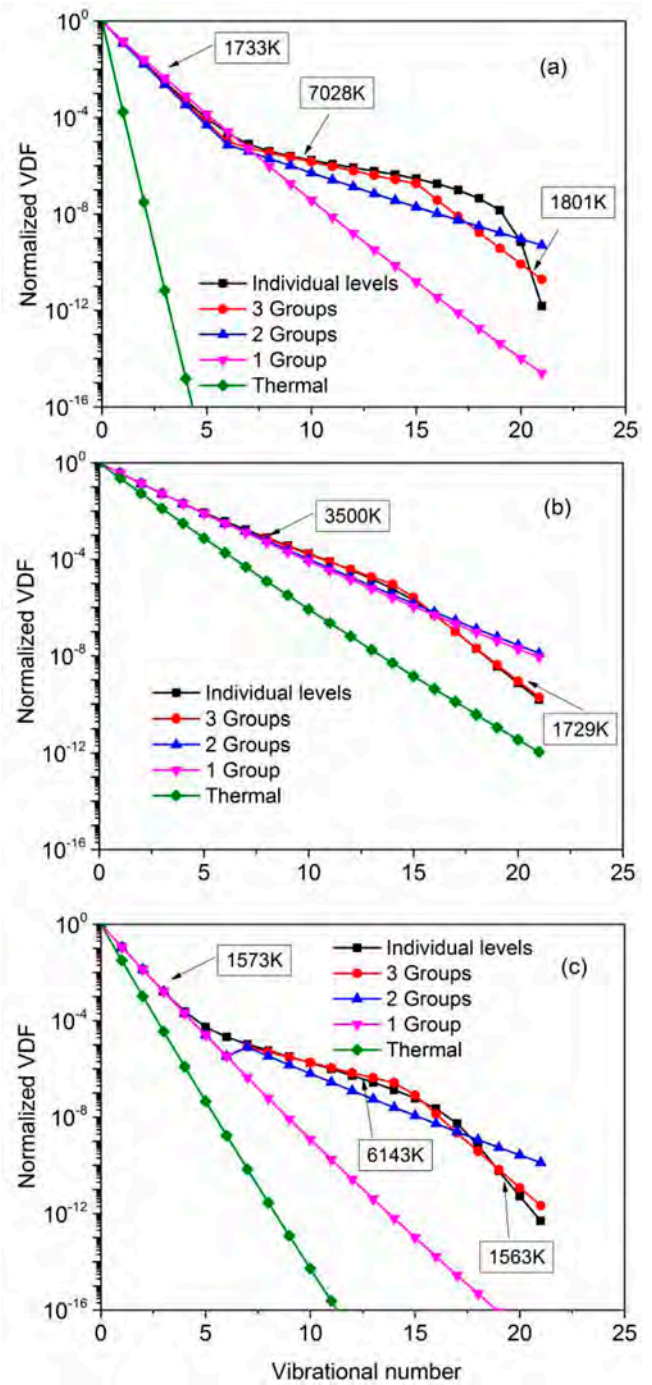 (a)
1733K
7028K
1801K
Normalized VDF
10^0
10^-4
10^-8
10^-12
10^-16
Individual levels
3 Groups
2 Groups
1 Group
Thermal
0 5 10 15 20 25
(b)
3500K
1729K
Normalized VDF
10^0
10^-4
10^-8
10^-12
10^-16
Individual levels
3 Groups
2 Groups
1 Group
Thermal
0 5 10 15 20 25
(c)
1573K
6143K
1563K
Normalized VDF
10^0
10^-4
10^-8
10^-12
10^-16
Individual levels
3 Groups
2 Groups
1 Group
Thermal
0 5 10 15 20 25
Vibrational number